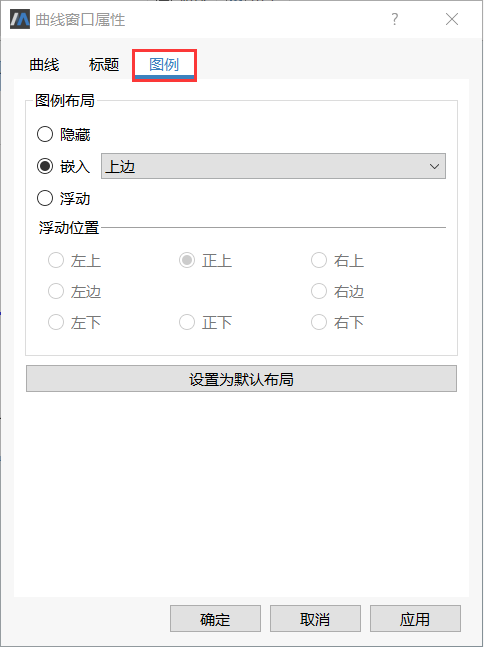 曲线窗口属性
?
曲线 标题 图例
图例布局
隐藏
嵌入 上边
浮动
浮动位置
左上 正上 右上
左边 右边
左下 正下 右下
设置为默认布局
确定 取消 应用